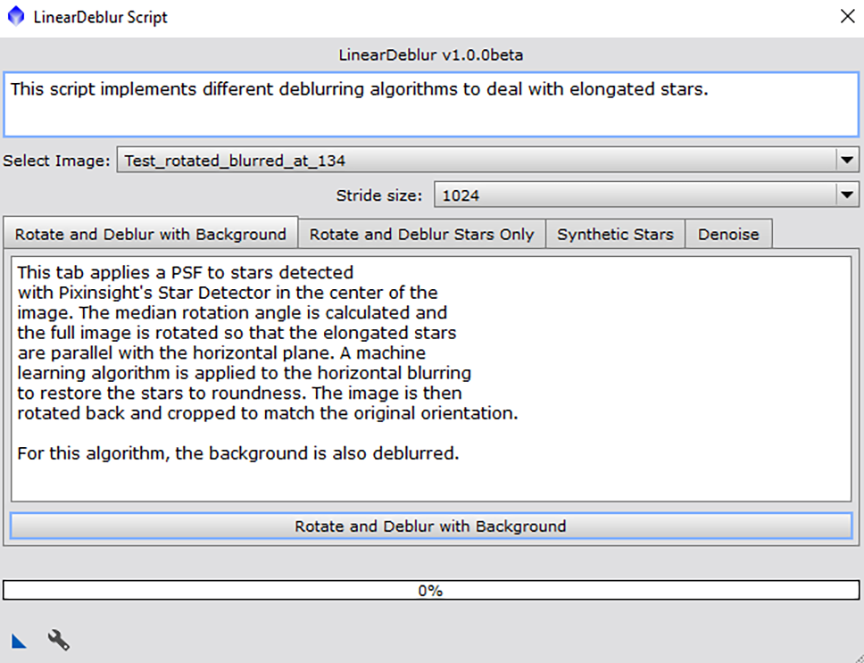 LinearDeblur Script
LinearDeblur v1.0.0beta
This script implements different deblurring algorithms to deal with elongated stars.
Select Image: Test_rotated_blurred_at_134
Stride size: 1024
Rotate and Deblur with Background Rotate and Deblur Stars Only Synthetic Stars Denoise
This tab applies a PSF to stars detected
with Pixinsight's Star Detector in the center of the
image. The median rotation angle is calculated and
the full image is rotated so that the elongated stars
are parallel with the horizontal plane. A machine
learning algorithm is applied to the horizontal blurring
to restore the stars to roundness. The image is then
rotated back and cropped to match the original orientation.
For this algorithm, the background is also deblurred.
Rotate and Deblur with Background
0%